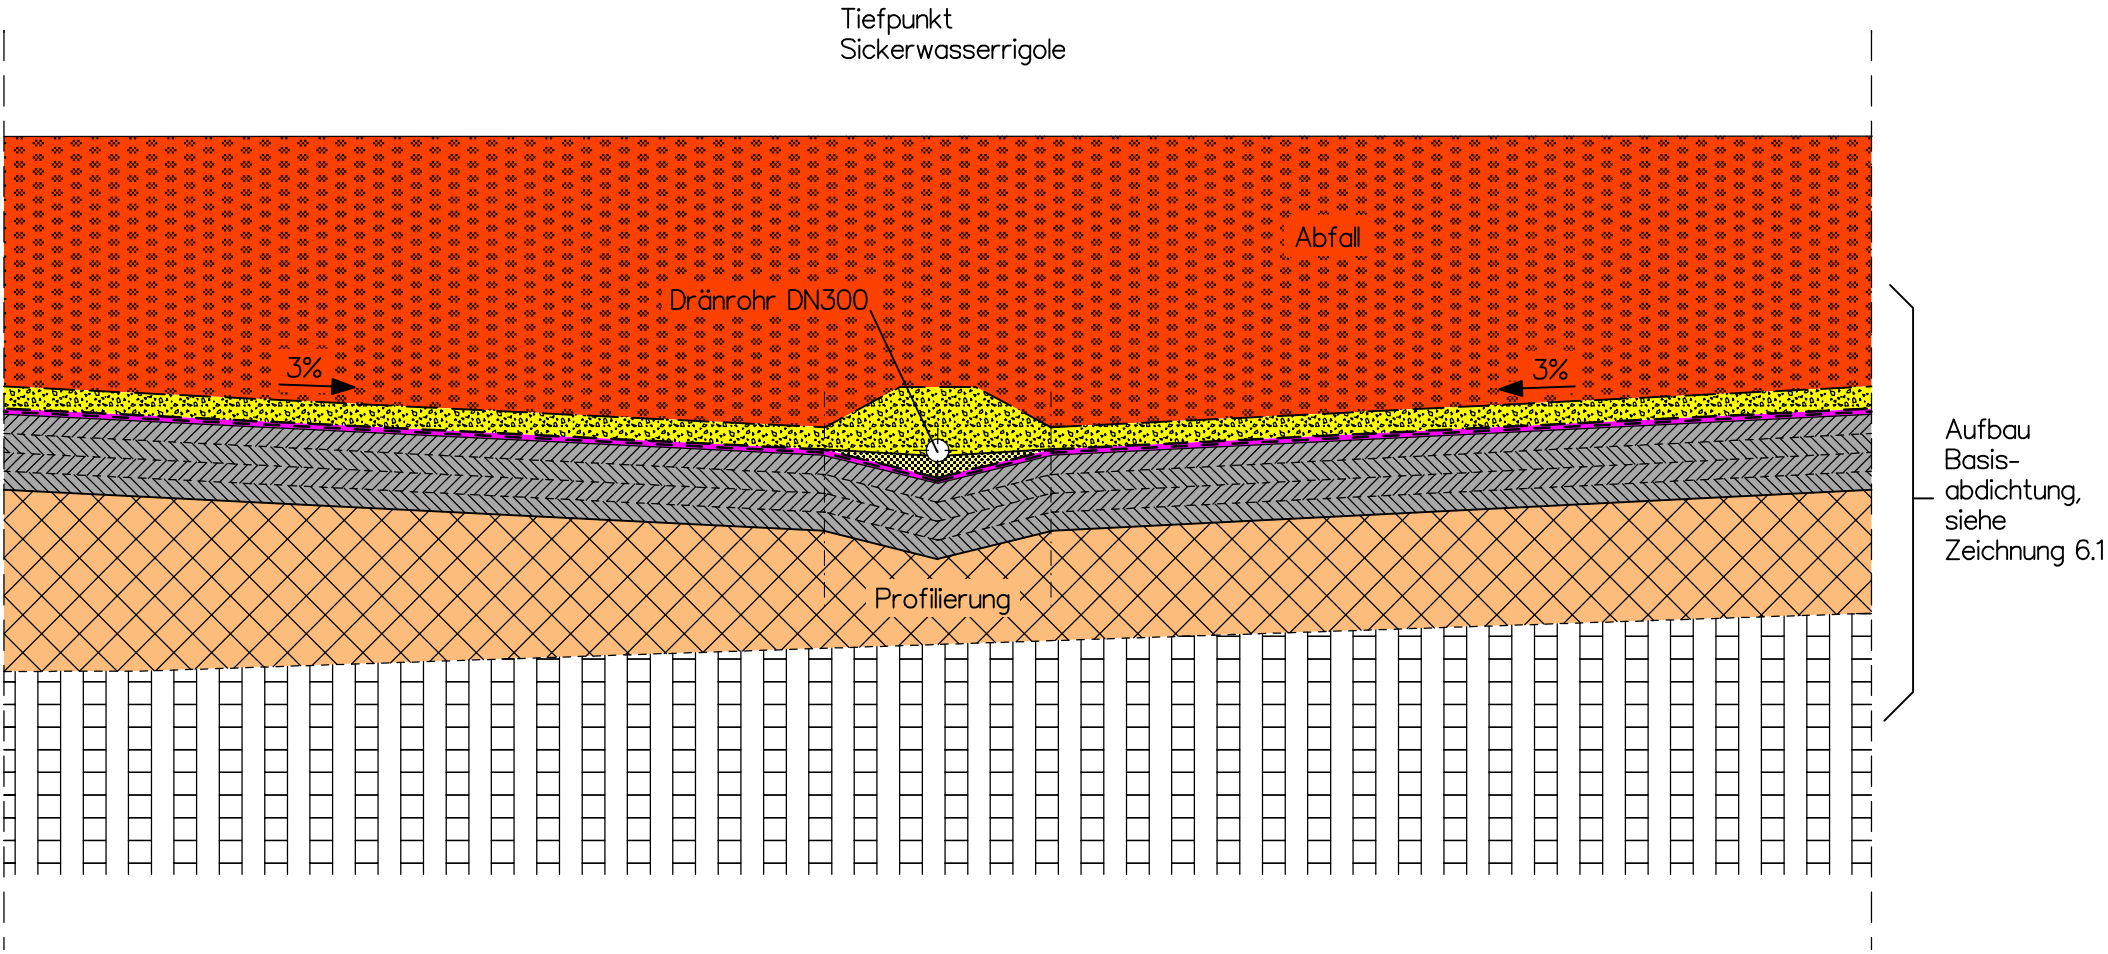 Tiefpunkt
Sickerwasserrigole
Abfall
Dränrohr DN300
3%
3%
Aufbau
Basis-
abdichtung,
siehe
Zeichnung 6.1
Profilierung